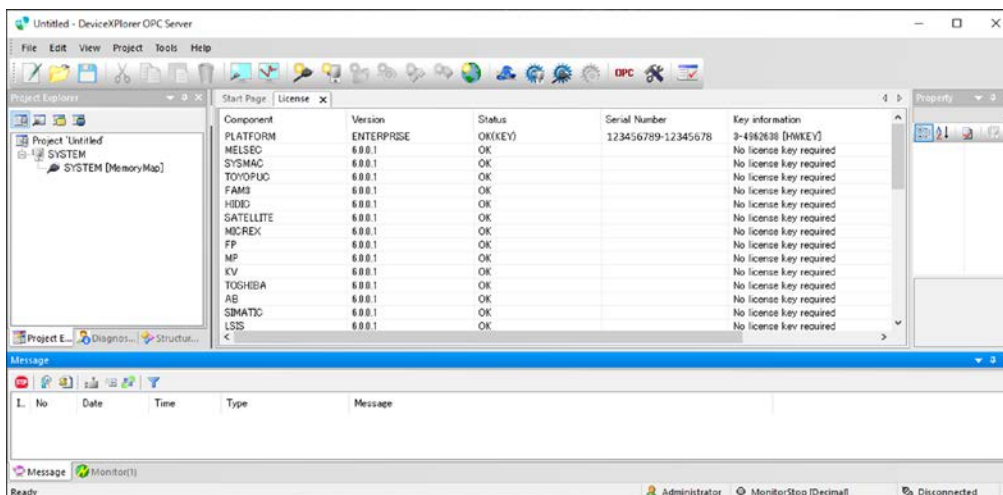 Untitled - DeviceXPlorer OPC Server
File Edit View Project Tools Help
OPC
Project Explorer
Start Page License
Property
Project 'Untitled'
SYSTEM
SYSTEM [MemoryMap]
Component Version Status Serial Number Key information
PLATFORM ENTERPRISE OK(KEY) 123456789-12345678 3-4962638 [HWKEY]
MELSEC 6.0.0.1 OK No license key required
SYSMAC 6.0.0.1 OK No license key required
TOYOPUC 6.0.0.1 OK No license key required
FAM3 6.0.0.1 OK No license key required
HIDIC 6.0.0.1 OK No license key required
SATELLITE 6.0.0.1 OK No license key required
MICREX 6.0.0.1 OK No license key required
FP 6.0.0.1 OK No license key required
MP 6.0.0.1 OK No license key required
KV 6.0.0.1 OK No license key required
TOSHIBA 6.0.0.1 OK No license key required
AB 6.0.0.1 OK No license key required
SIMATIC 6.0.0.1 OK No license key required
LSIS 6.0.0.1 OK No license key required
Project E... Diagnos... Structur...
Message
STOP
I.. No Date Time Type Message
Message Monitor(1)
Ready Administrator MonitorStop [Decimal] Disconnected